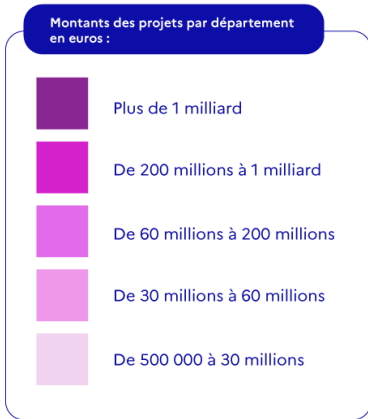 Montants des projets par département
en euros :
Plus de 1 milliard
De 200 millions à 1 milliard
De 60 millions à 200 millions
De 30 millions à 60 millions
De 500 000 à 30 millions